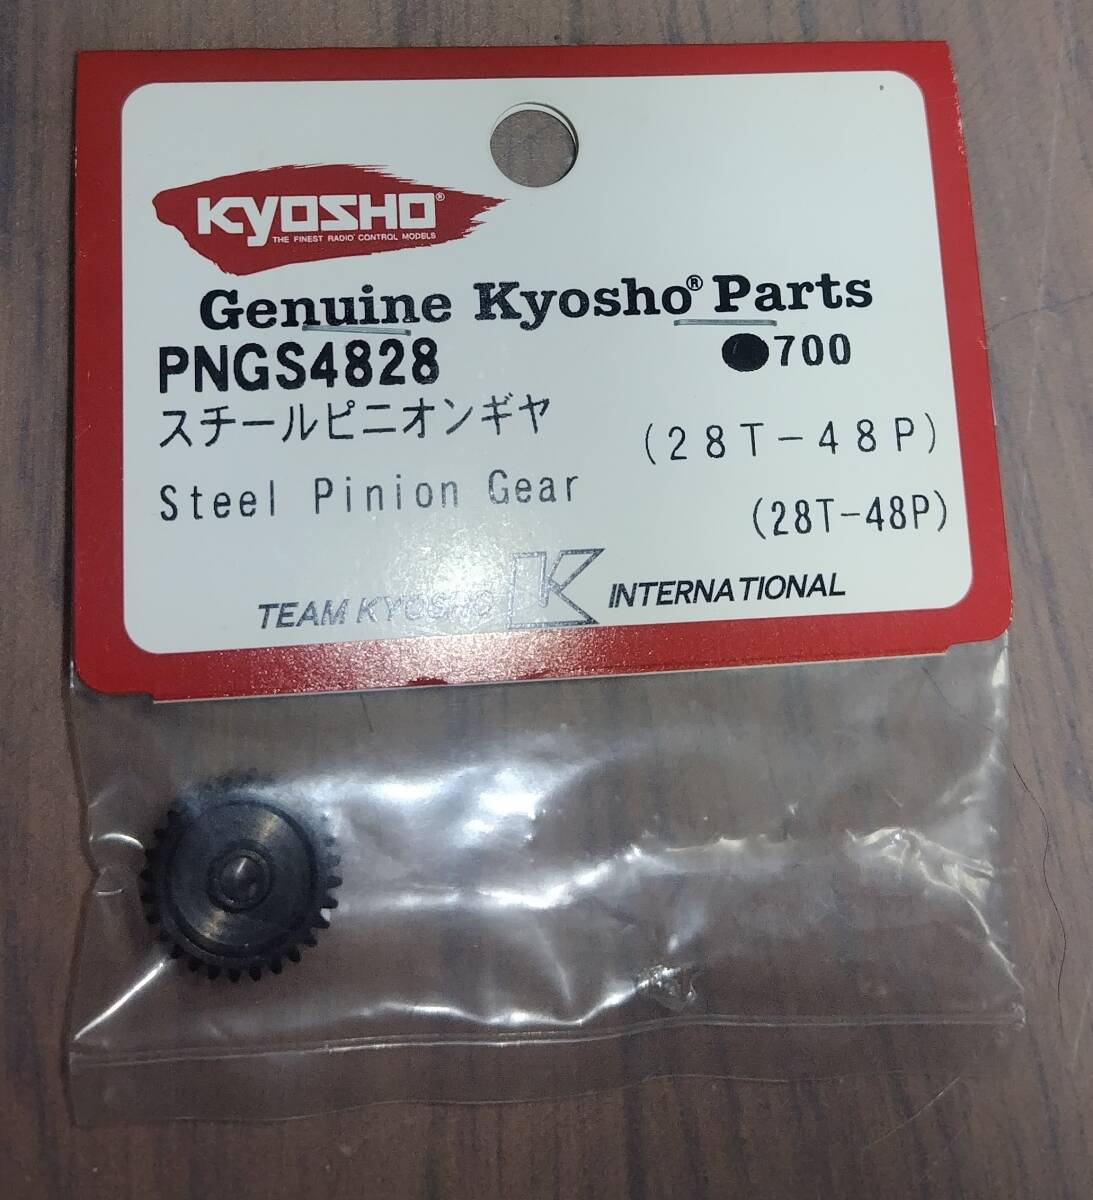 KYOSHO®
THE FINEST RADIO CONTROL MODELS
Genuine Kyosho® Parts
PNGS4828 ●700
スチールピニオンギヤ (28T-48P)
Steel Pinion Gear (28T-48P)
TEAM KYOSHO K INTERNATIONAL